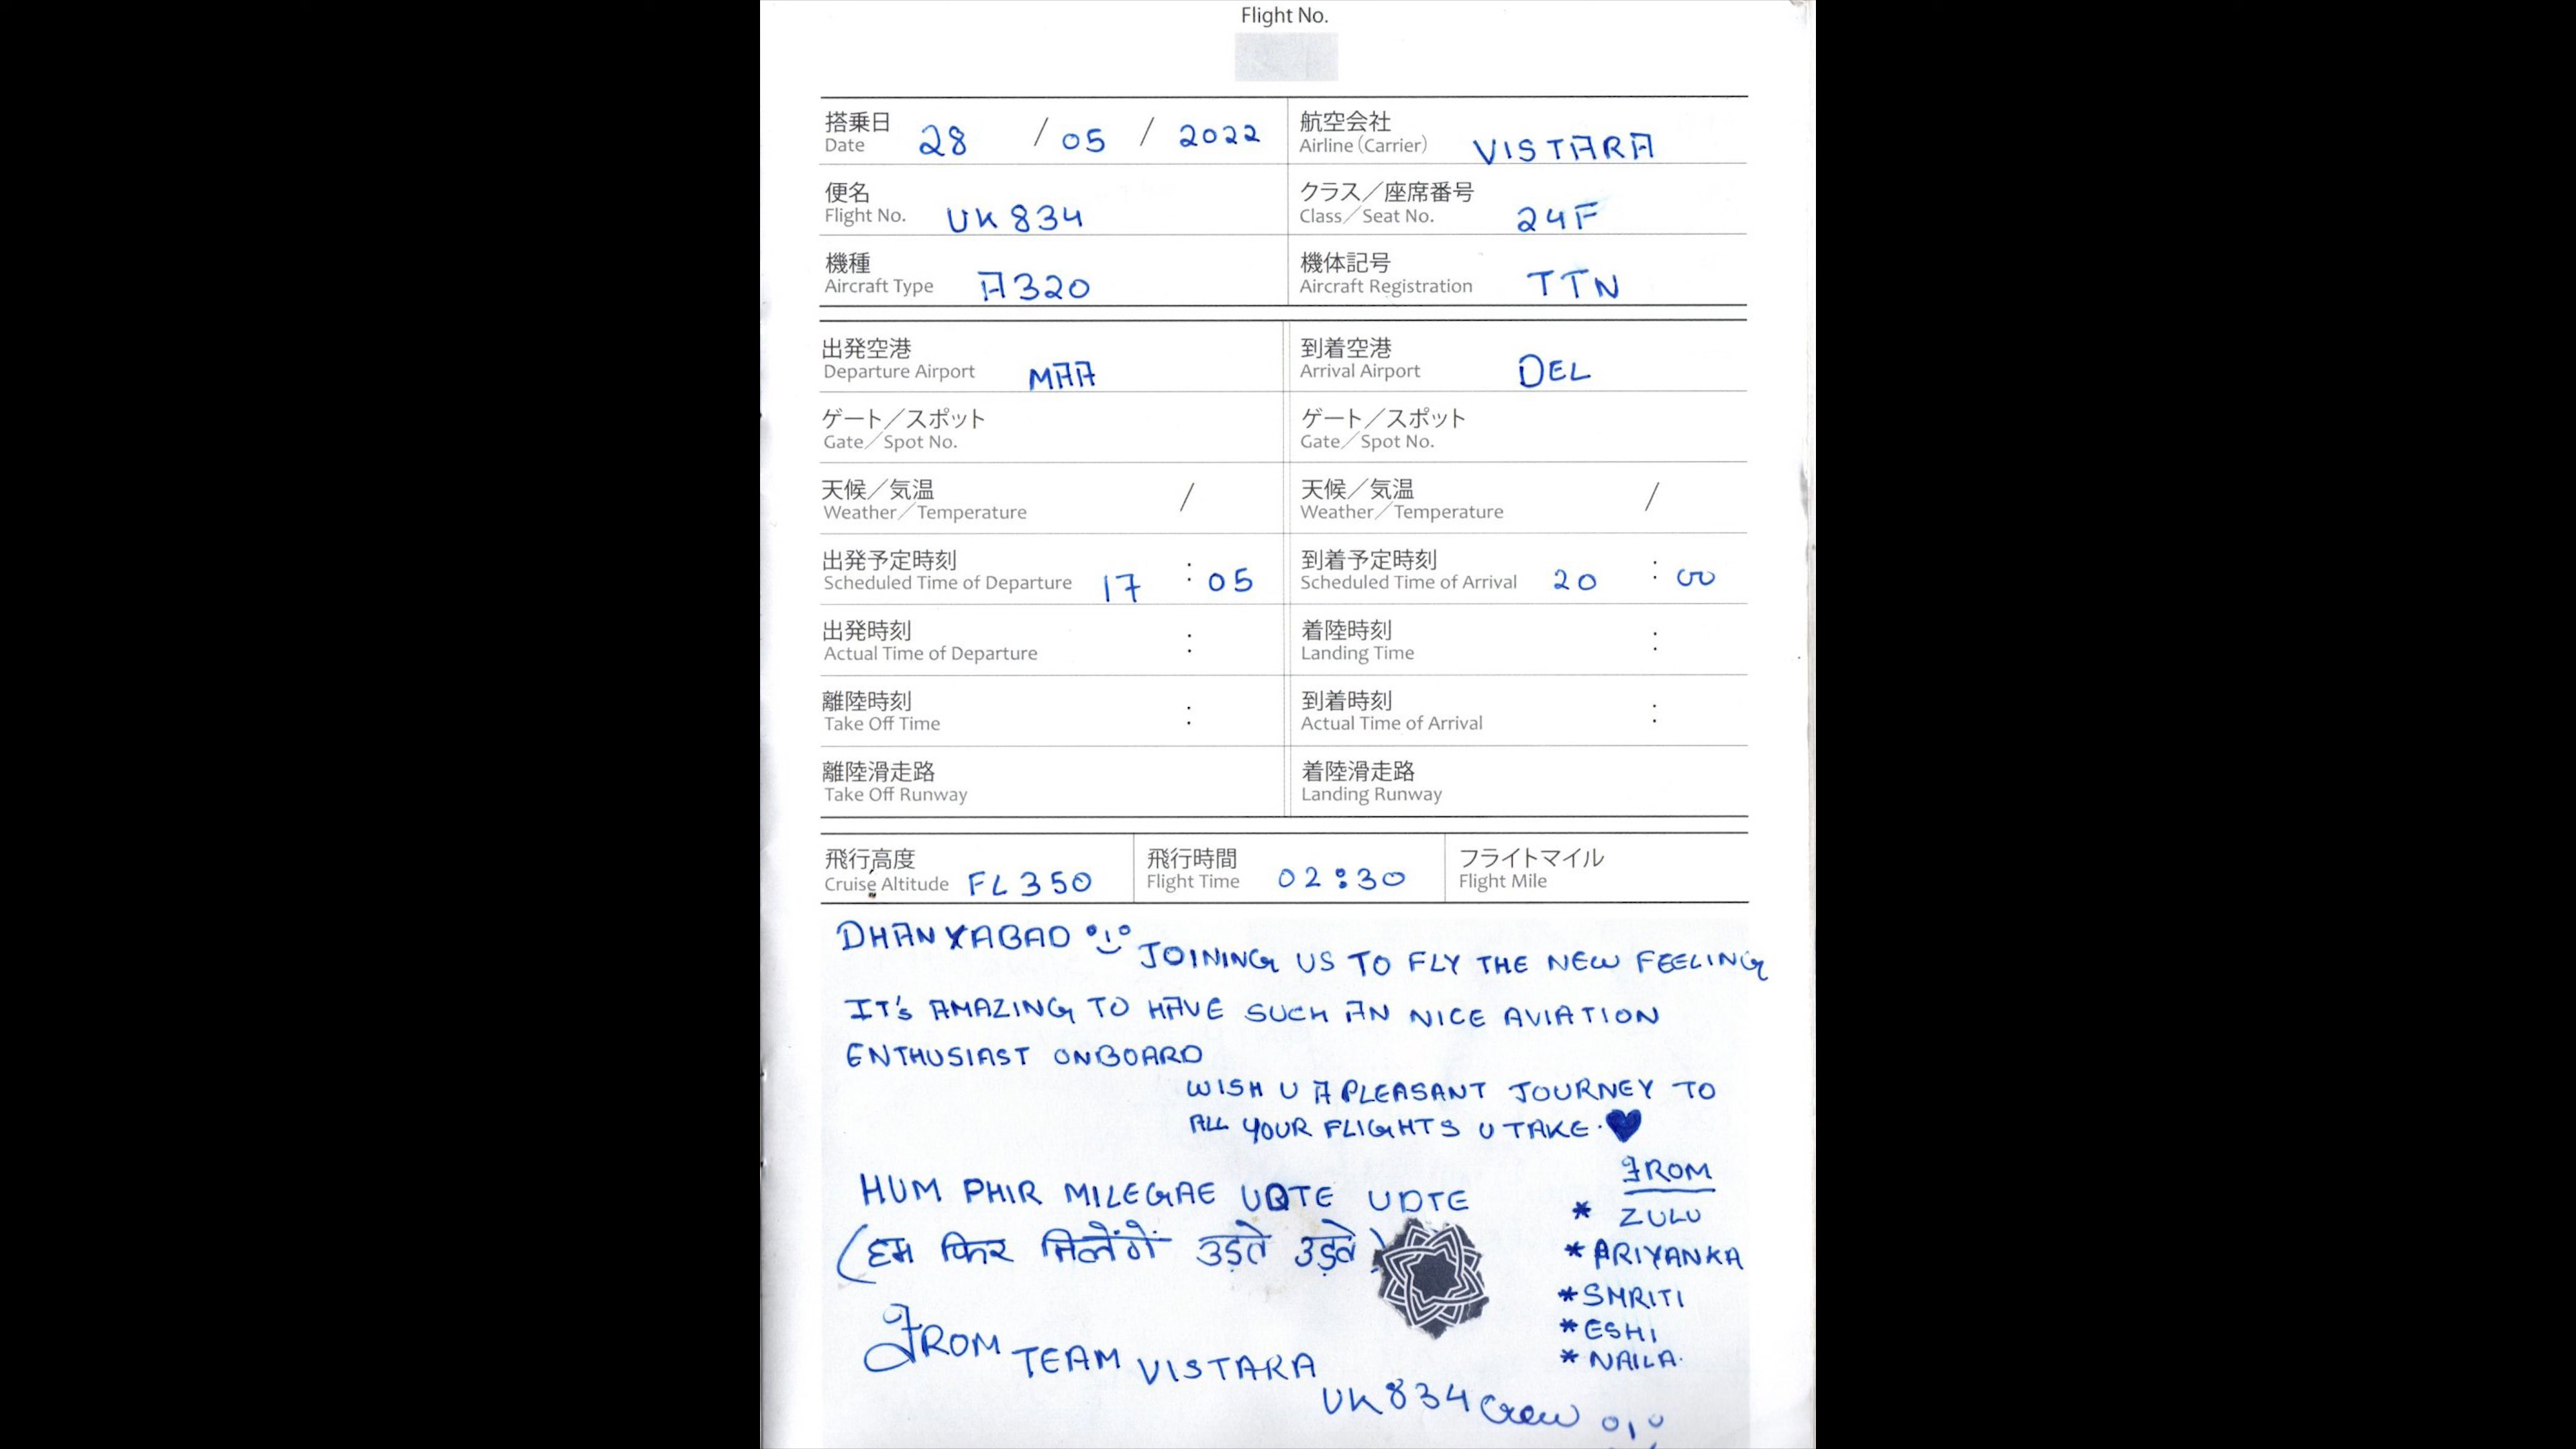 Flight No.
搭乗日 Date 28 / 05 / 2022
航空会社 Airline (Carrier) VISTARA
便名 Flight No. UK 834
クラス／座席番号 Class／Seat No. 24F
機種 Aircraft Type A320
機体記号 Aircraft Registration TTN
出発空港 Departure Airport MAA
到着空港 Arrival Airport DEL
ゲート／スポット Gate／Spot No.
ゲート／スポット Gate／Spot No.
天候／気温 Weather／Temperature /
天候／気温 Weather／Temperature /
出発予定時刻 Scheduled Time of Departure 17 : 05
到着予定時刻 Scheduled Time of Arrival 20 : 00
出発時刻 Actual Time of Departure :
着陸時刻 Landing Time :
離陸時刻 Take Off Time :
到着時刻 Actual Time of Arrival :
離陸滑走路 Take Off Runway
着陸滑走路 Landing Runway
飛行高度 Cruise Altitude FL 350
飛行時間 Flight Time 02:30
フライトマイル Flight Mile
DHANYABAD JOINING US TO FLY THE NEW FEELING
IT's AMAZING TO HAVE SUCH AN NICE AVIATION
ENTHUSIAST ONBOARD
WISH U A PLEASANT JOURNEY TO
ALL YOUR FLIGHTS U TAKE. ♥
HUM PHIR MILEGAE UDTE UDTE
(हम फिर मिलेंगें उड़ते उड़ते)
FROM
* ZULU
* PRIYANKA
* SMRITI
* ESHI
* NAILA.
FROM TEAM VISTARA
UK 834 Crew